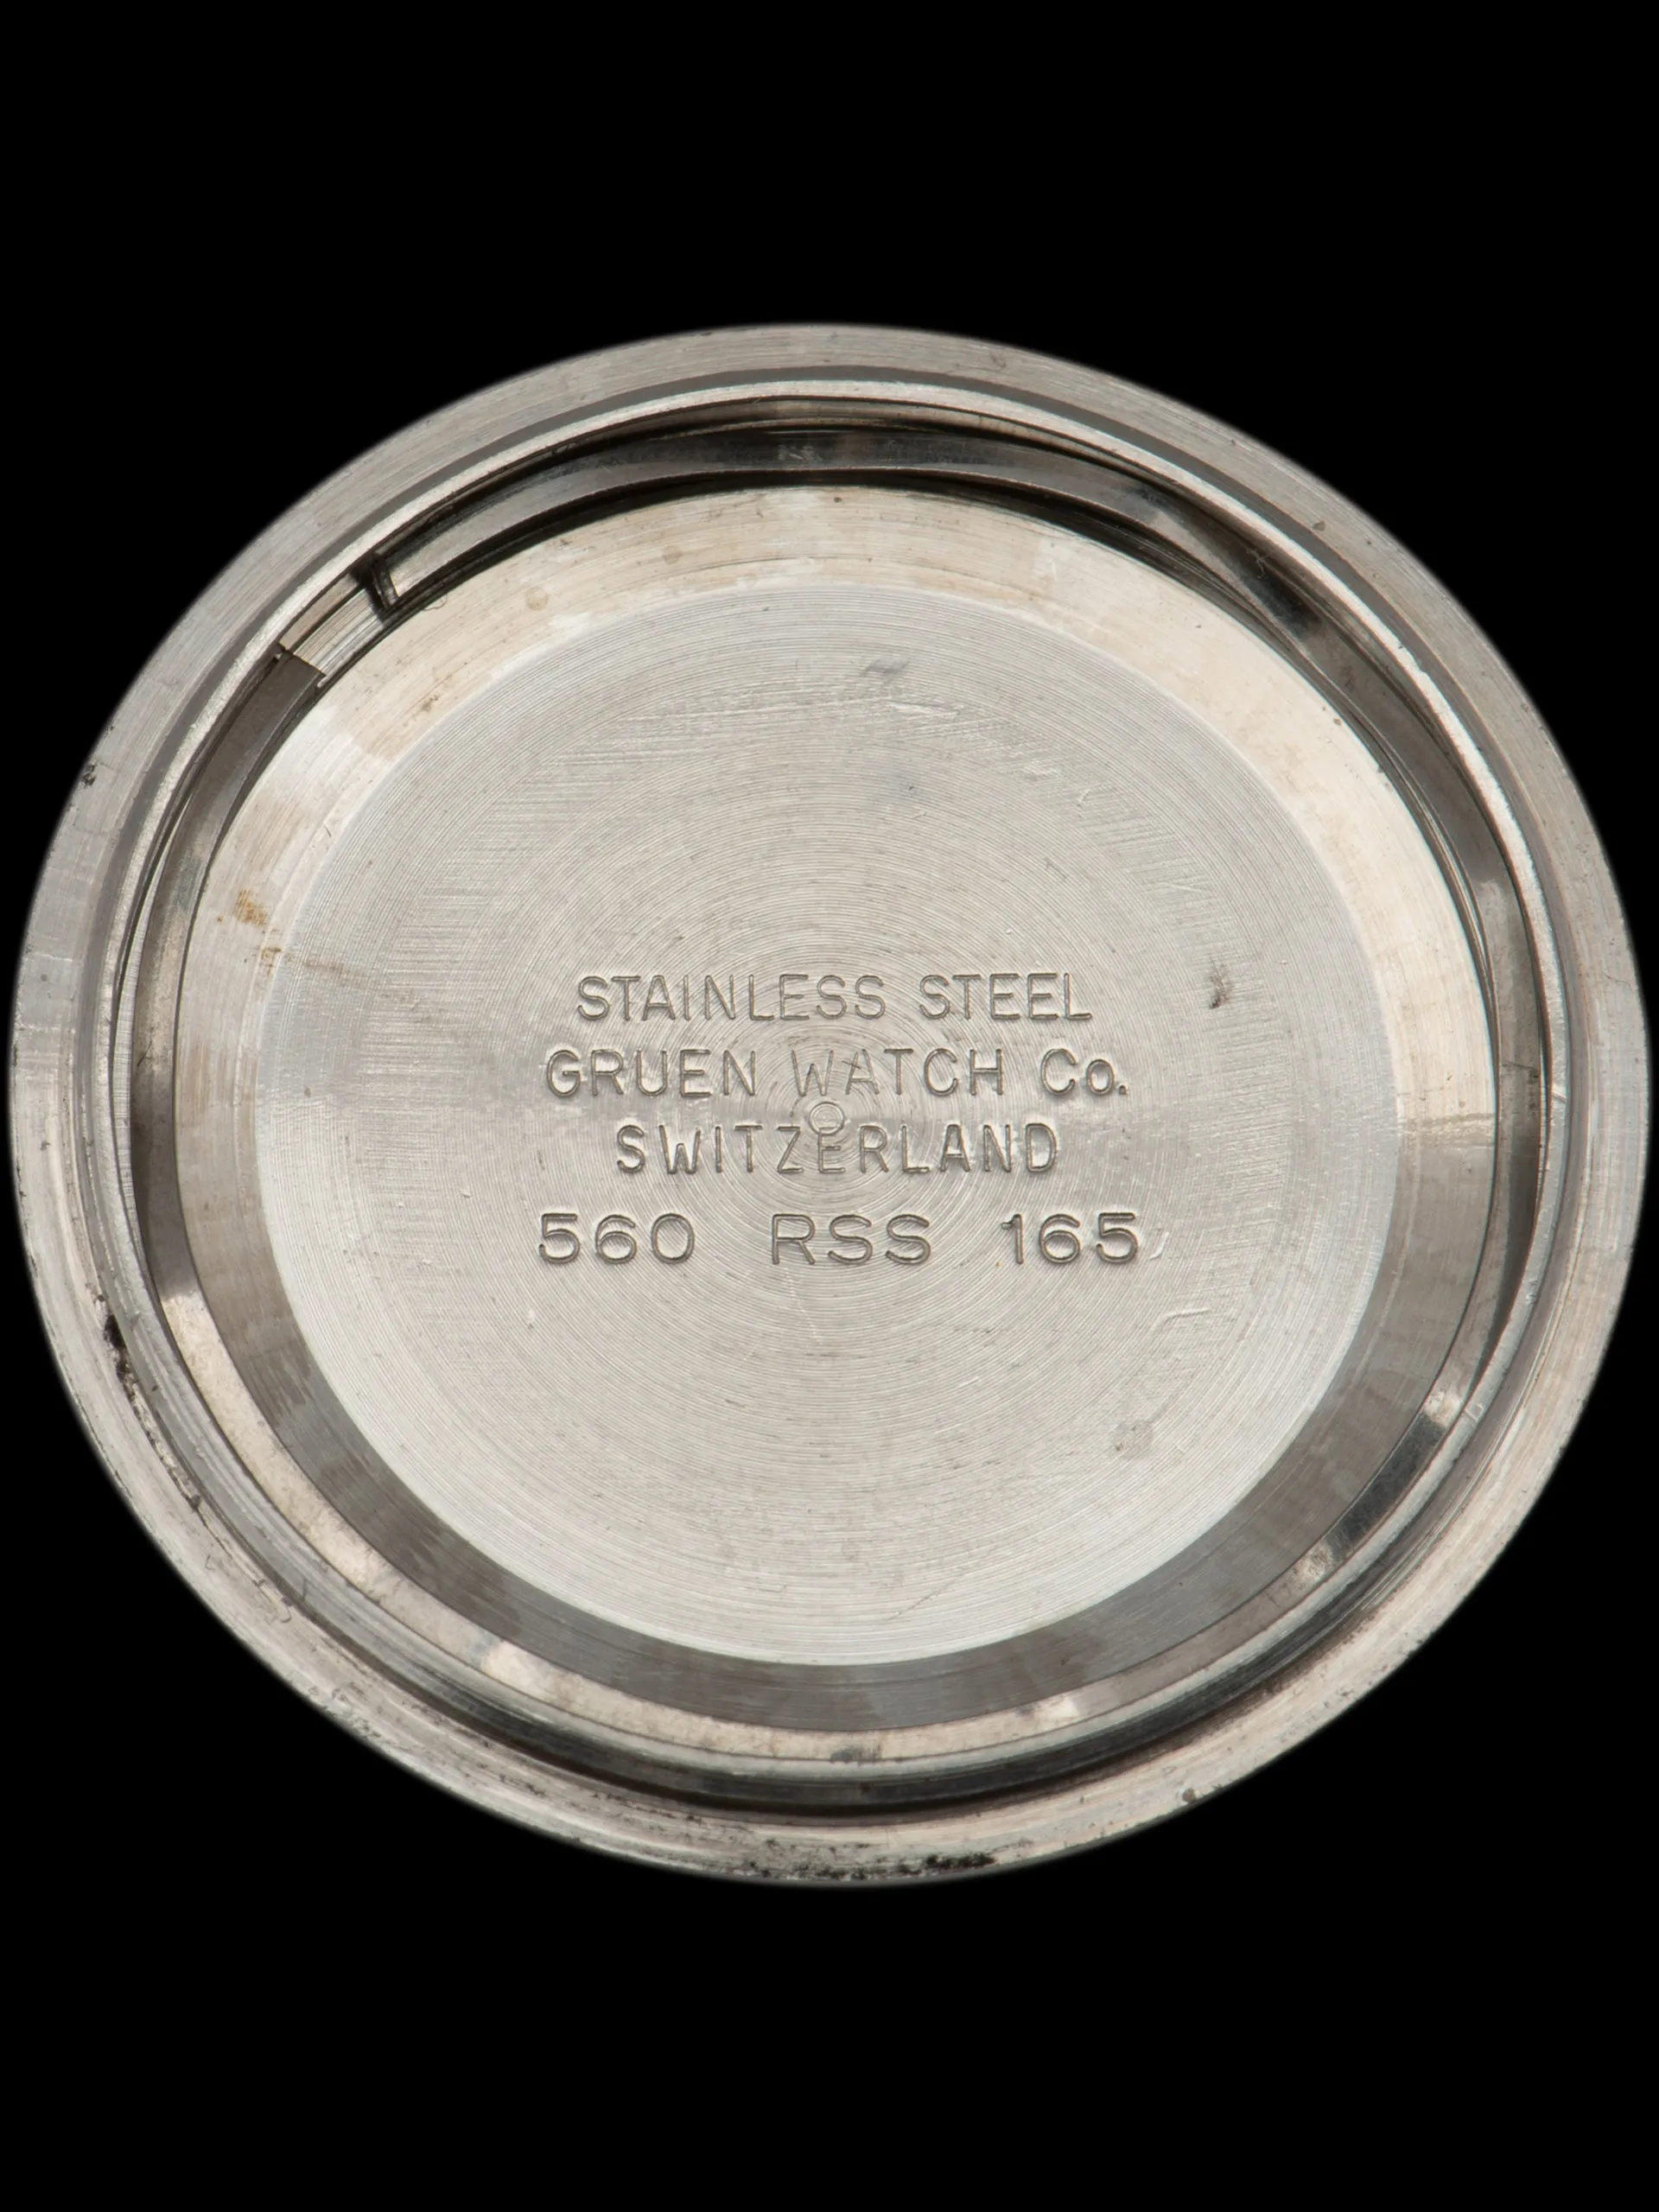 STAINLESS STEEL
GRUEN WATCH Co.
SWITZERLAND
560 RSS 165